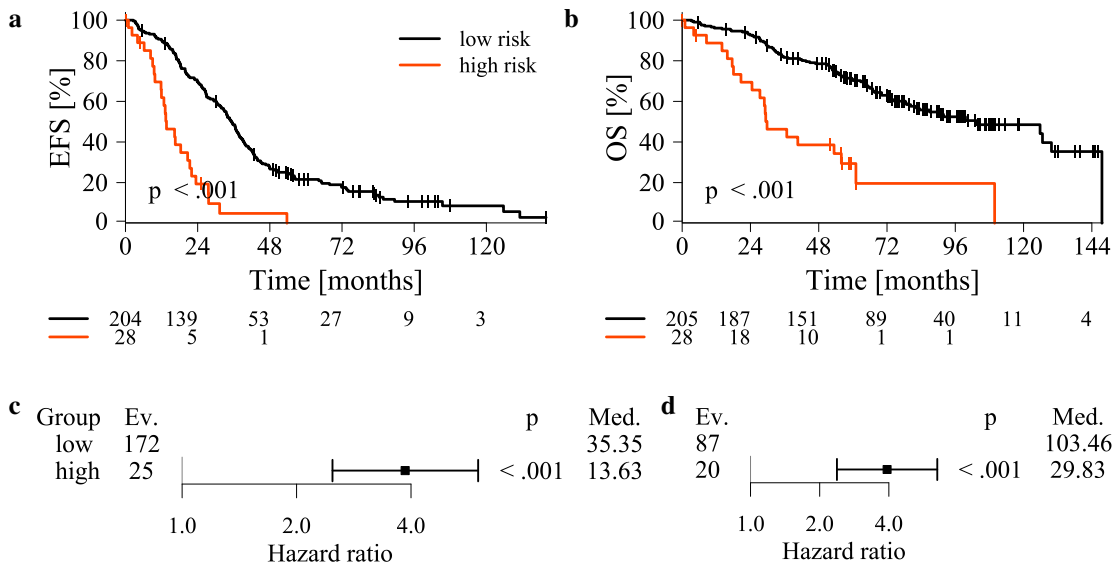 a
100
80
60
40
20
0
EFS [%]
low risk
high risk
p < .001
0 24 48 72 96 120
Time [months]
204 139 53 27 9 3
28 5 1
b
100
80
60
40
20
0
OS [%]
p < .001
0 24 48 72 96 120 144
Time [months]
205 187 151 89 40 11 4
28 18 10 1 1
c
Group Ev. p Med.
low 172 35.35
high 25 < .001 13.63
1.0 2.0 4.0
Hazard ratio
d
Ev. p Med.
87 103.46
20 < .001 29.83
1.0 2.0 4.0
Hazard ratio